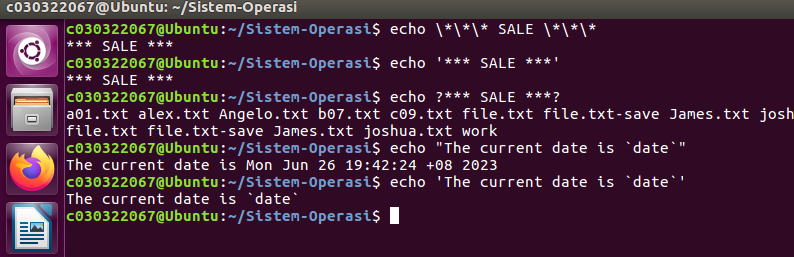 c030322067@Ubuntu: ~/Sistem-Operasi
c030322067@Ubuntu:~/Sistem-Operasi$ echo \*\*\* SALE \*\*\*
*** SALE ***
c030322067@Ubuntu:~/Sistem-Operasi$ echo '*** SALE ***'
*** SALE ***
c030322067@Ubuntu:~/Sistem-Operasi$ echo ?*** SALE ***?
a01.txt alex.txt Angelo.txt b07.txt c09.txt file.txt file.txt-save James.txt josh
file.txt file.txt-save James.txt joshua.txt work
c030322067@Ubuntu:~/Sistem-Operasi$ echo "The current date is `date`"
The current date is Mon Jun 26 19:42:24 +08 2023
c030322067@Ubuntu:~/Sistem-Operasi$ echo 'The current date is `date`'
The current date is `date`
c030322067@Ubuntu:~/Sistem-Operasi$